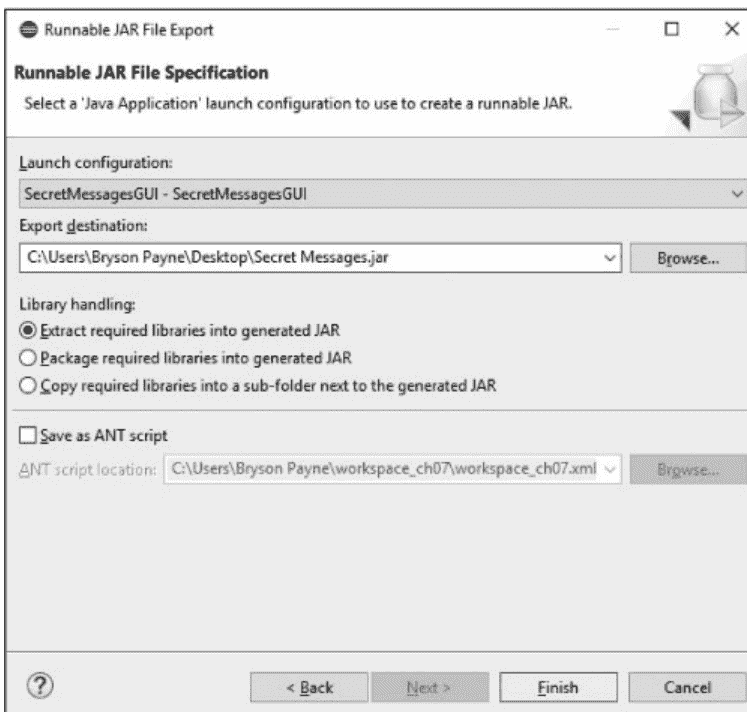 Runnable JAR File Export
Runnable JAR File Specification
Select a 'Java Application' launch configuration to use to create a runnable JAR.
Launch configuration:
SecretMessagesGUI - SecretMessagesGUI
Export destination:
C:\Users\Bryson Payne\Desktop\Secret Messages.jar
Browse...
Library handling:
Extract required libraries into generated JAR
Package required libraries into generated JAR
Copy required libraries into a sub-folder next to the generated JAR
Save as ANT script
ANT script location: C:\Users\Bryson Payne\workspace_ch07\workspace_ch07.xml Browse...
? < Back Next > Finish Cancel